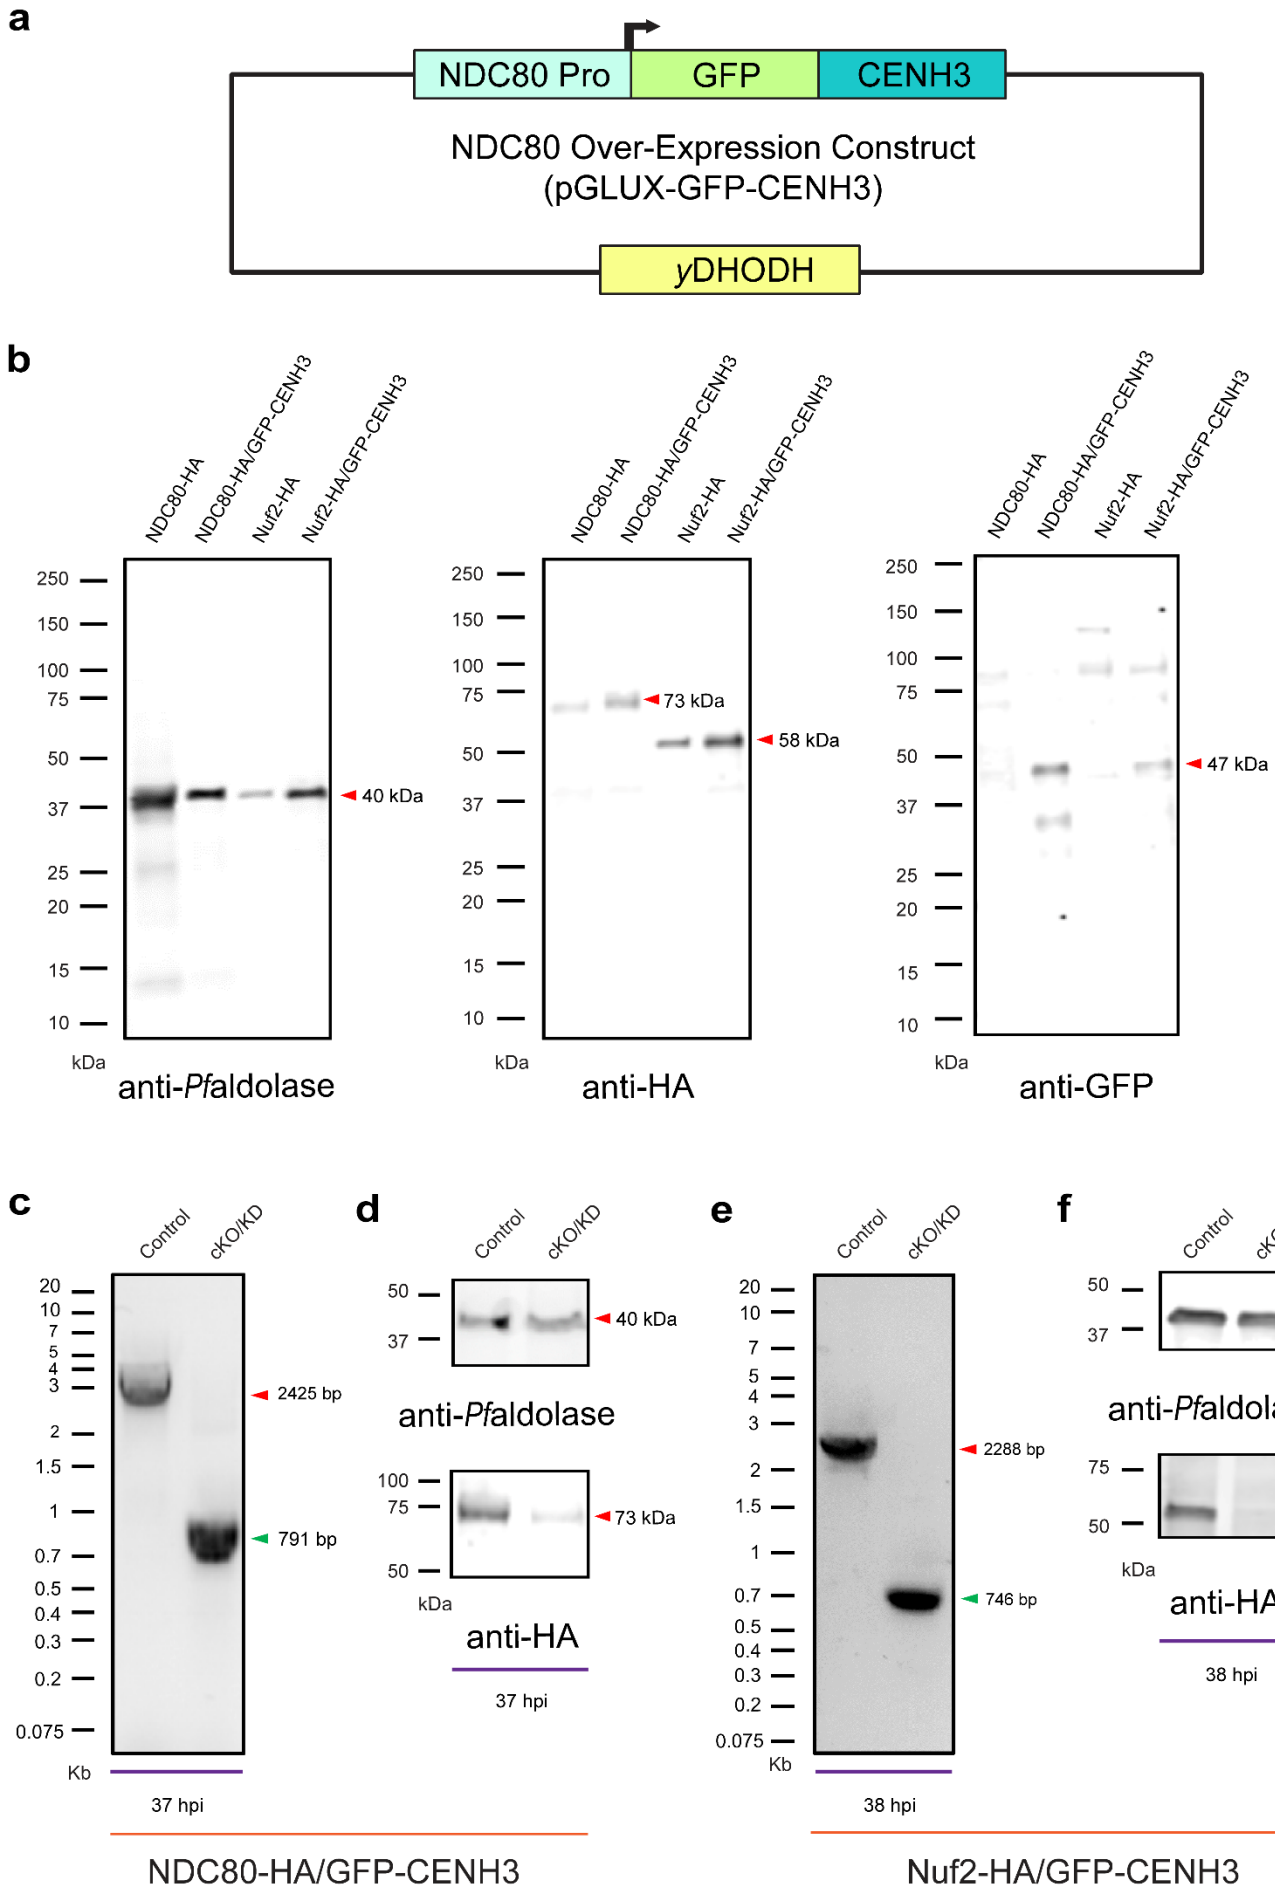 a
NDC80 Pro GFP CENH3
NDC80 Over-Expression Construct
(pGLUX-GFP-CENH3)
yDHODH
b
NDC80-HA
NDC80-HA/GFP-CENH3
Nuf2-HA
Nuf2-HA/GFP-CENH3
250
150
100
75
50
37
25
20
15
10
kDa
40 kDa
anti-Pfaldolase
NDC80-HA
NDC80-HA/GFP-CENH3
Nuf2-HA
Nuf2-HA/GFP-CENH3
250
150
100
75
50
37
25
20
15
10
73 kDa
58 kDa
anti-HA
NDC80-HA
NDC80-HA/GFP-CENH3
Nuf2-HA
Nuf2-HA/GFP-CENH3
250
150
100
75
50
37
25
20
15
10
kDa
47 kDa
anti-GFP
c
Control
cKO/KD
20
10
7
5
4
3
2
1.5
1
0.7
0.5
0.4
0.3
0.2
0.075
Kb
2425 bp
791 bp
37 hpi
d
Control
cKO/KD
50
37
40 kDa
anti-Pfaldolase
100
75
50
kDa
73 kDa
anti-HA
37 hpi
NDC80-HA/GFP-CENH3
e
Control
cKO/KD
20
10
7
5
4
3
2
1.5
1
0.7
0.5
0.4
0.3
0.2
0.075
Kb
2288 bp
746 bp
38 hpi
f
Control
cKO
50
37
anti-Pfaldola
75
50
kDa
anti-HA
38 hpi
Nuf2-HA/GFP-CENH3